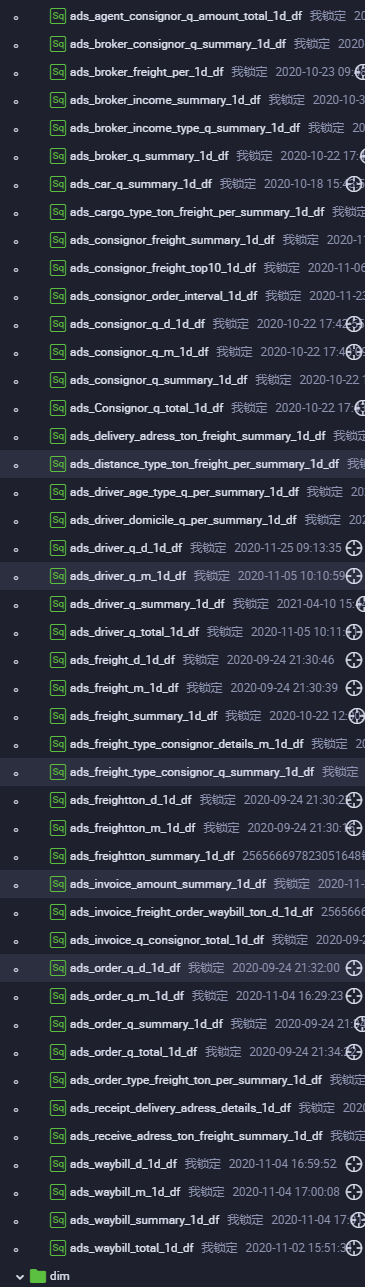 Sq ads_agent_consignor_q_amount_total_1d_df 我锁定
Sq ads_broker_consignor_q_summary_1d_df 我锁定 2020
Sq ads_broker_freight_per_1d_df 我锁定 2020-10-23 09:
Sq ads_broker_income_summary_1d_df 我锁定 2020-10-3
Sq ads_broker_income_type_q_summary_1d_df 我锁定 20
Sq ads_broker_q_summary_1d_df 我锁定 2020-10-22 17:
Sq ads_car_q_summary_1d_df 我锁定 2020-10-18 15:
Sq ads_cargo_type_ton_freight_per_summary_1d_df 我锁定
Sq ads_consignor_freight_summary_1d_df 我锁定 2020-1
Sq ads_consignor_freight_top10_1d_df 我锁定 2020-11-06
Sq ads_consignor_order_interval_1d_df 我锁定 2020-11-23
Sq ads_consignor_q_d_1d_df 我锁定 2020-10-22 17:42
Sq ads_consignor_q_m_1d_df 我锁定 2020-10-22 17:4
Sq ads_consignor_q_summary_1d_df 我锁定 2020-10-22 1
Sq ads_Consignor_q_total_1d_df 我锁定 2020-10-22 17:
Sq ads_delivery_adress_ton_freight_summary_1d_df 我锁定
Sq ads_distance_type_ton_freight_per_summary_1d_df 我锁
Sq ads_driver_age_type_q_per_summary_1d_df 我锁定 20
Sq ads_driver_domicile_q_per_summary_1d_df 我锁定 202
Sq ads_driver_q_d_1d_df 我锁定 2020-11-25 09:13:35
Sq ads_driver_q_m_1d_df 我锁定 2020-11-05 10:10:59
Sq ads_driver_q_summary_1d_df 我锁定 2021-04-10 15:
Sq ads_driver_q_total_1d_df 我锁定 2020-11-05 10:11:
Sq ads_freight_d_1d_df 我锁定 2020-09-24 21:30:46
Sq ads_freight_m_1d_df 我锁定 2020-09-24 21:30:39
Sq ads_freight_summary_1d_df 我锁定 2020-10-22 12:
Sq ads_freight_type_consignor_details_m_1d_df 我锁定 20
Sq ads_freight_type_consignor_q_summary_1d_df 我锁定
Sq ads_freightton_d_1d_df 我锁定 2020-09-24 21:30:2
Sq ads_freightton_m_1d_df 我锁定 2020-09-24 21:30:1
Sq ads_freightton_summary_1d_df 256566697823051648
Sq ads_invoice_amount_summary_1d_df 我锁定 2020-11-
Sq ads_invoice_freight_order_waybill_ton_d_1d_df 2565666
Sq ads_invoice_q_consignor_total_1d_df 我锁定 2020-09-2
Sq ads_order_q_d_1d_df 我锁定 2020-09-24 21:32:00
Sq ads_order_q_m_1d_df 我锁定 2020-11-04 16:29:23
Sq ads_order_q_summary_1d_df 我锁定 2020-09-24 21:
Sq ads_order_q_total_1d_df 我锁定 2020-09-24 21:34:
Sq ads_order_type_freight_ton_per_summary_1d_df 我锁定
Sq ads_receipt_delivery_adress_details_1d_df 我锁定 2020
Sq ads_receive_adress_ton_freight_summary_1d_df 我锁定
Sq ads_waybill_d_1d_df 我锁定 2020-11-04 16:59:52
Sq ads_waybill_m_1d_df 我锁定 2020-11-04 17:00:08
Sq ads_waybill_summary_1d_df 我锁定 2020-11-04 17:
Sq ads_waybill_total_1d_df 我锁定 2020-11-02 15:51:3
dim